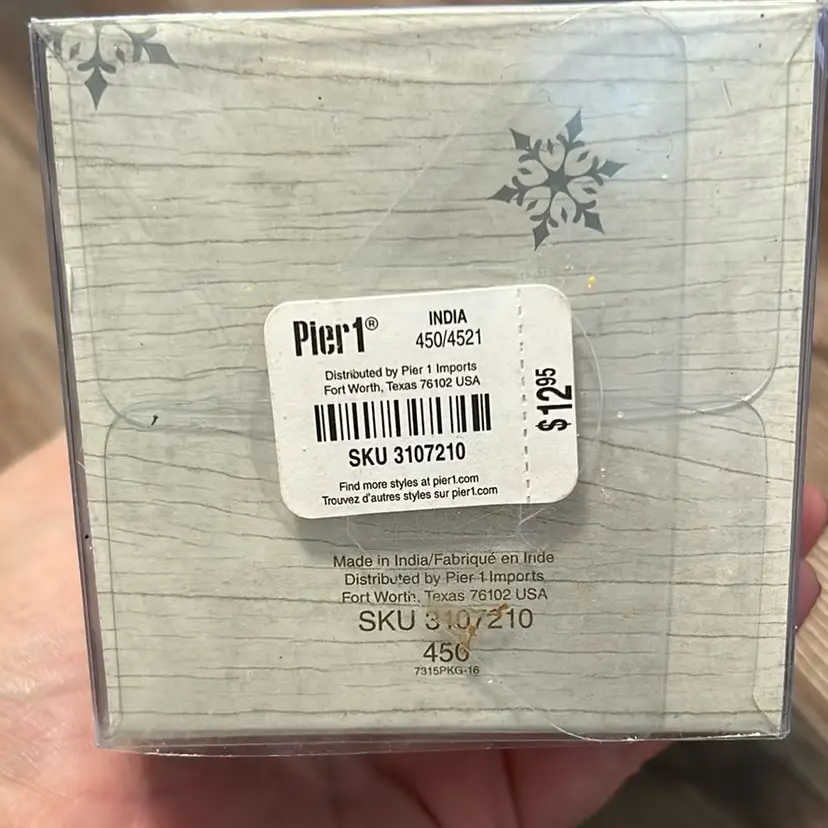 Pier1®
INDIA
450/4521
Distributed by Pier 1 Imports
Fort Worth, Texas 76102 USA
SKU 3107210
Find more styles at pier1.com
Trouvez d'autres styles sur pier1.com
$12.95
Made in India/Fabriqué en Inde
Distributed by Pier 1 Imports
Fort Worth, Texas 76102 USA
SKU 3107210
450
7315PKG-16